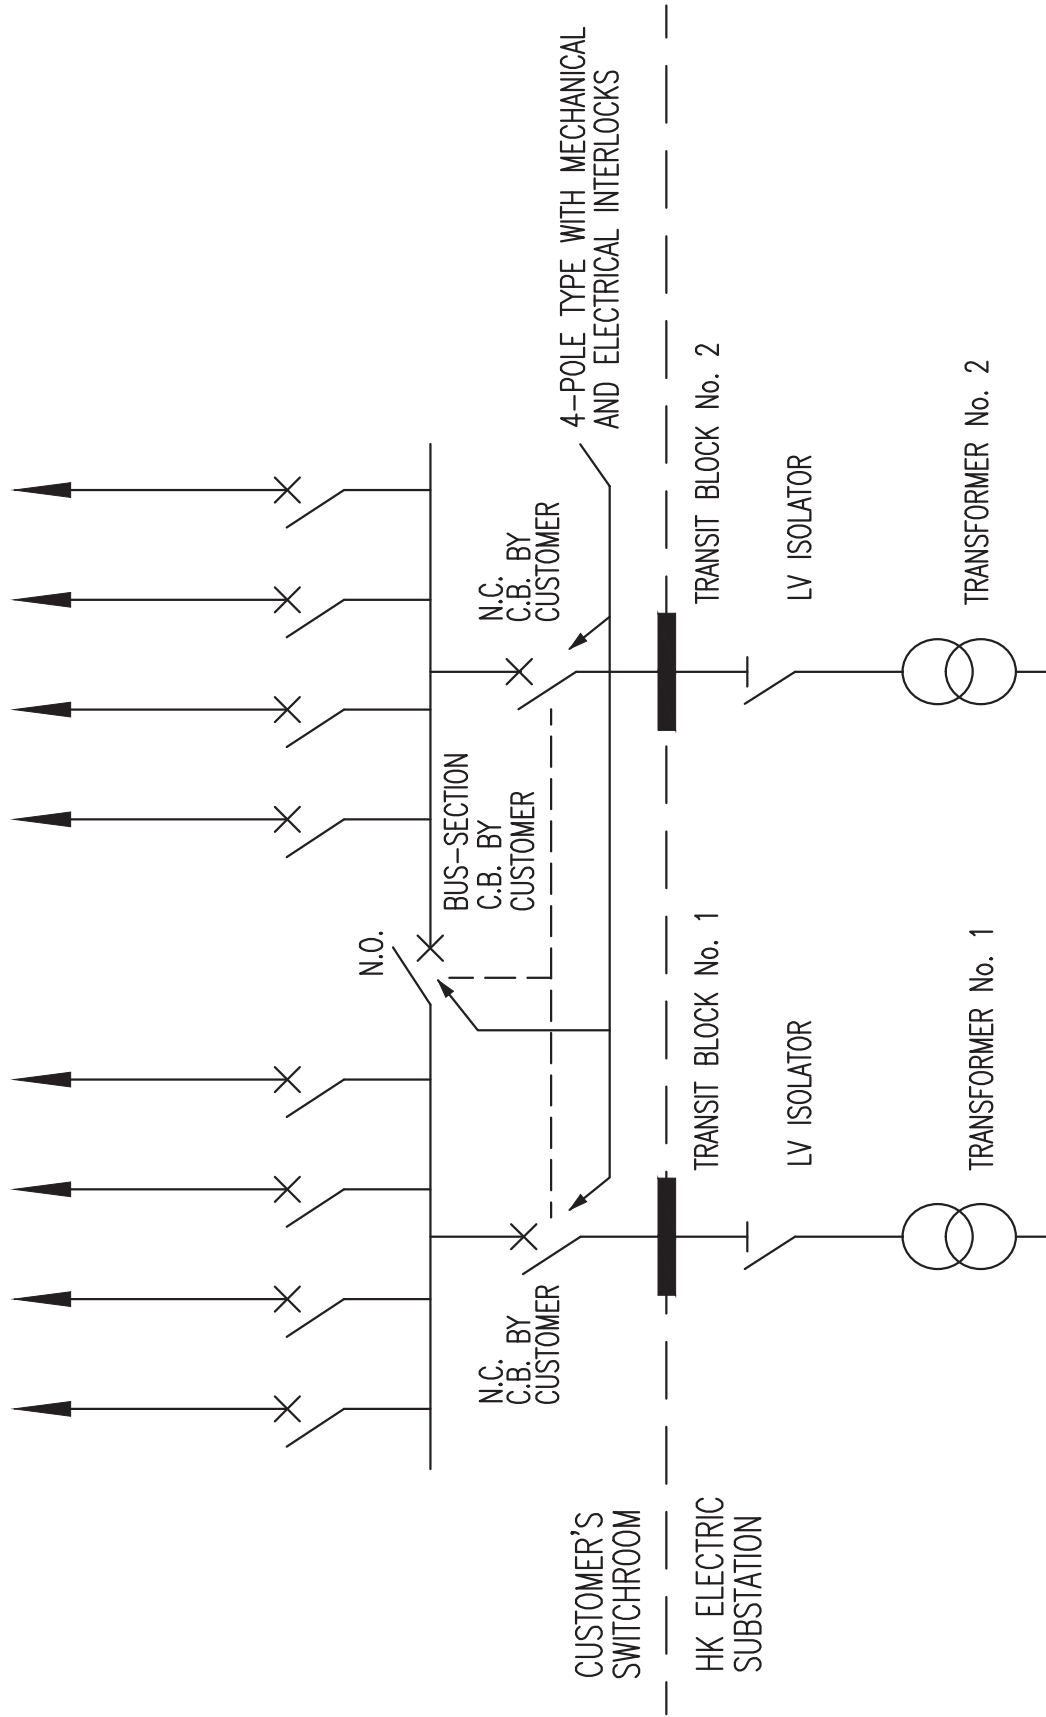 N.O.
BUS-SECTION
C.B. BY
CUSTOMER
N.C.
C.B. BY
CUSTOMER
N.C.
C.B. BY
CUSTOMER
4-POLE TYPE WITH MECHANICAL
AND ELECTRICAL INTERLOCKS
CUSTOMER'S
SWITCHROOM
HK ELECTRIC
SUBSTATION
TRANSIT BLOCK No. 1
TRANSIT BLOCK No. 2
LV ISOLATOR
LV ISOLATOR
TRANSFORMER No. 1
TRANSFORMER No. 2